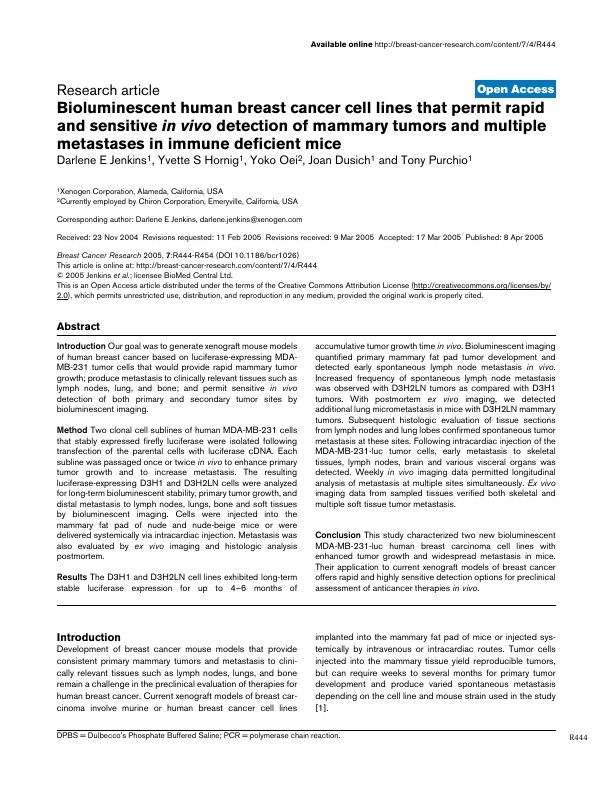 Available online http://breast-cancer-research.com/content/7/4/R444
Research article
Open Access
Bioluminescent human breast cancer cell lines that permit rapid
and sensitive in vivo detection of mammary tumors and multiple
metastases in immune deficient mice
Darlene E Jenkins1, Yvette S Hornig1, Yoko Oei2, Joan Dusich1 and Tony Purchio1
1Xenogen Corporation, Alameda, California, USA
2Currently employed by Chiron Corporation, Emeryville, California, USA
Corresponding author: Darlene E Jenkins, darlene.jenkins@xenogen.com
Received: 23 Nov 2004 Revisions requested: 11 Feb 2005 Revisions received: 9 Mar 2005 Accepted: 17 Mar 2005 Published: 8 Apr 2005
Breast Cancer Research 2005, 7:R444-R454 (DOI 10.1186/bcr1026)
This article is online at: http://breast-cancer-research.com/content/7/4/R444
© 2005 Jenkins et al.; licensee BioMed Central Ltd.
This is an Open Access article distributed under the terms of the Creative Commons Attribution License (http://creativecommons.org/licenses/by/
2.0), which permits unrestricted use, distribution, and reproduction in any medium, provided the original work is properly cited.
Abstract
Introduction Our goal was to generate xenograft mouse models
of human breast cancer based on luciferase-expressing MDA-
MB-231 tumor cells that would provide rapid mammary tumor
growth; produce metastasis to clinically relevant tissues such as
lymph nodes, lung, and bone; and permit sensitive in vivo
detection of both primary and secondary tumor sites by
bioluminescent imaging.
Method Two clonal cell sublines of human MDA-MB-231 cells
that stably expressed firefly luciferase were isolated following
transfection of the parental cells with luciferase cDNA. Each
subline was passaged once or twice in vivo to enhance primary
tumor growth and to increase metastasis. The resulting
luciferase-expressing D3H1 and D3H2LN cells were analyzed
for long-term bioluminescent stability, primary tumor growth, and
distal metastasis to lymph nodes, lungs, bone and soft tissues
by bioluminescent imaging. Cells were injected into the
mammary fat pad of nude and nude-beige mice or were
delivered systemically via intracardiac injection. Metastasis was
also evaluated by ex vivo imaging and histologic analysis
postmortem.
Results The D3H1 and D3H2LN cell lines exhibited long-term
stable luciferase expression for up to 4–6 months of
accumulative tumor growth time in vivo. Bioluminescent imaging
quantified primary mammary fat pad tumor development and
detected early spontaneous lymph node metastasis in vivo.
Increased frequency of spontaneous lymph node metastasis
was observed with D3H2LN tumors as compared with D3H1
tumors. With postmortem ex vivo imaging, we detected
additional lung micrometastasis in mice with D3H2LN mammary
tumors. Subsequent histologic evaluation of tissue sections
from lymph nodes and lung lobes confirmed spontaneous tumor
metastasis at these sites. Following intracardiac injection of the
MDA-MB-231-luc tumor cells, early metastasis to skeletal
tissues, lymph nodes, brain and various visceral organs was
detected. Weekly in vivo imaging data permitted longitudinal
analysis of metastasis at multiple sites simultaneously. Ex vivo
imaging data from sampled tissues verified both skeletal and
multiple soft tissue tumor metastasis.
Conclusion This study characterized two new bioluminescent
MDA-MB-231-luc human breast carcinoma cell lines with
enhanced tumor growth and widespread metastasis in mice.
Their application to current xenograft models of breast cancer
offers rapid and highly sensitive detection options for preclinical
assessment of anticancer therapies in vivo.
Introduction
Development of breast cancer mouse models that provide
consistent primary mammary tumors and metastasis to clini-
cally relevant tissues such as lymph nodes, lungs, and bone
remain a challenge in the preclinical evaluation of therapies for
human breast cancer. Current xenograft models of breast car-
cinoma involve murine or human breast cancer cell lines
implanted into the mammary fat pad of mice or injected sys-
temically by intravenous or intracardiac routes. Tumor cells
injected into the mammary tissue yield reproducible tumors,
but can require weeks to several months for primary tumor
development and produce varied spontaneous metastasis
depending on the cell line and mouse strain used in the study
[1].
DPBS = Dulbecco's Phosphate Buffered Saline; PCR = polymerase chain reaction.
R444